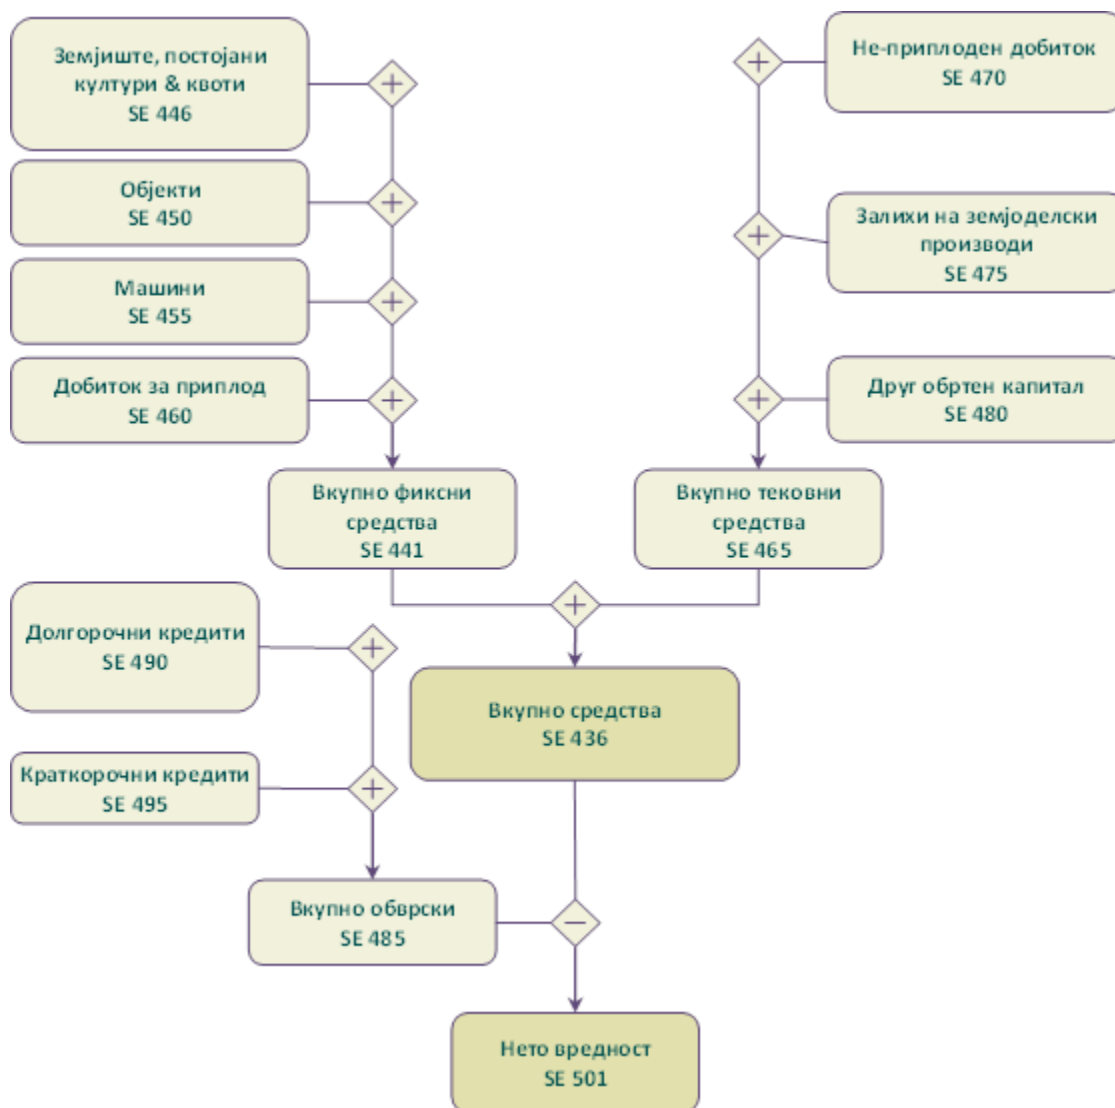 Земјиште, постојани
култури & квоти
SE 446
Објекти
SE 450
Машини
SE 455
Добиток за приплод
SE 460
Не-приплоден добиток
SE 470
Залихи на земјоделски
производи
SE 475
Друг обртен капитал
SE 480
Вкупно фиксни
средства
SE 441
Вкупно тековни
средства
SE 465
Долгорочни кредити
SE 490
Вкупно средства
SE 436
Краткорочни кредити
SE 495
Вкупно обврски
SE 485
Нето вредност
SE 501